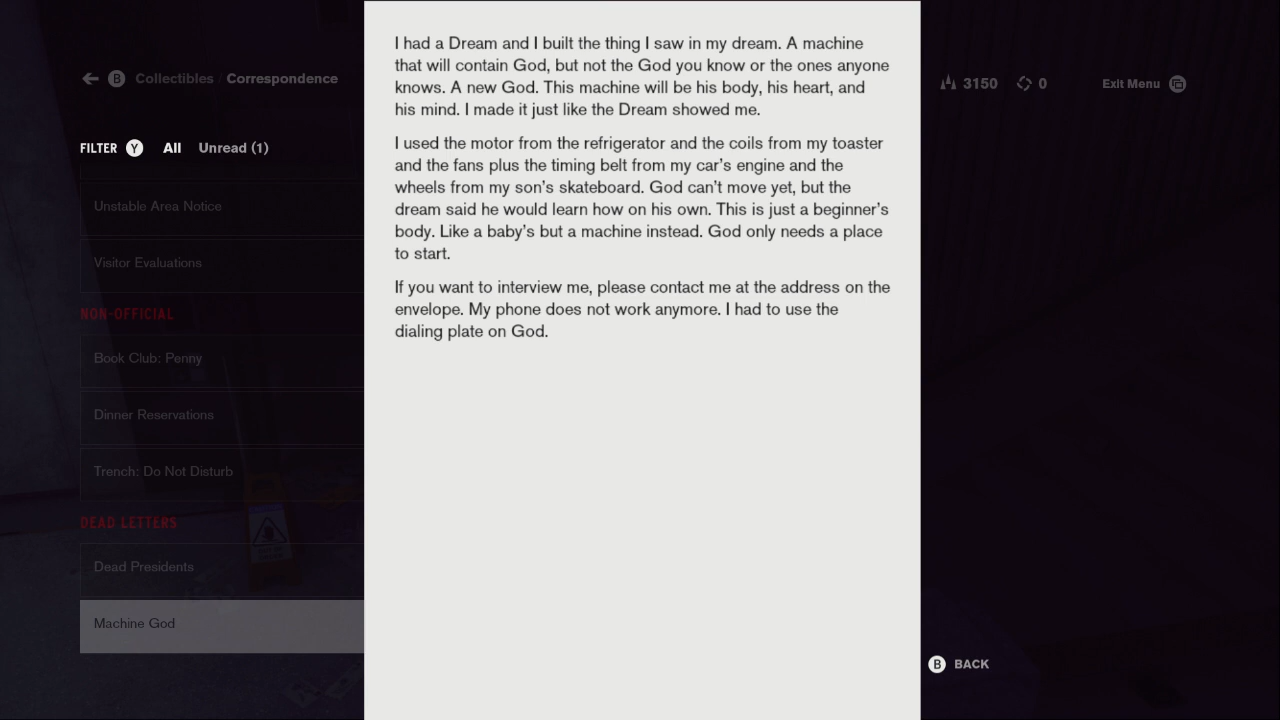 B Collectibles / Correspondence
3150
0
Exit Menu
FILTER Y All Unread (1)
Unstable Area Notice
Visitor Evaluations
NON-OFFICIAL
Book Club: Penny
Dinner Reservations
Trench: Do Not Disturb
DEAD LETTERS
Dead Presidents
Machine God
I had a Dream and I built the thing I saw in my dream. A machine
that will contain God, but not the God you know or the ones anyone
knows. A new God. This machine will be his body, his heart, and
his mind. I made it just like the Dream showed me.
I used the motor from the refrigerator and the coils from my toaster
and the fans plus the timing belt from my car's engine and the
wheels from my son's skateboard. God can't move yet, but the
dream said he would learn how on his own. This is just a beginner's
body. Like a baby's but a machine instead. God only needs a place
to start.
If you want to interview me, please contact me at the address on the
envelope. My phone does not work anymore. I had to use the
dialing plate on God.
B BACK